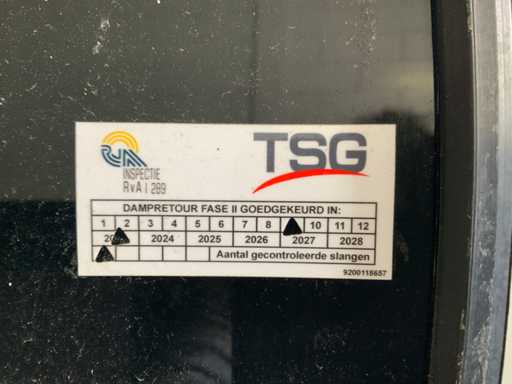 RvA
INSPECTIE
RvA I 289
TSG
DAMPRETOUR FASE II GOEDGEKEURD IN:
1 2 3 4 5 6 7 8 10 11 12
2024 2025 2026 2027 2028
Aantal gecontroleerde slangen
9200118657